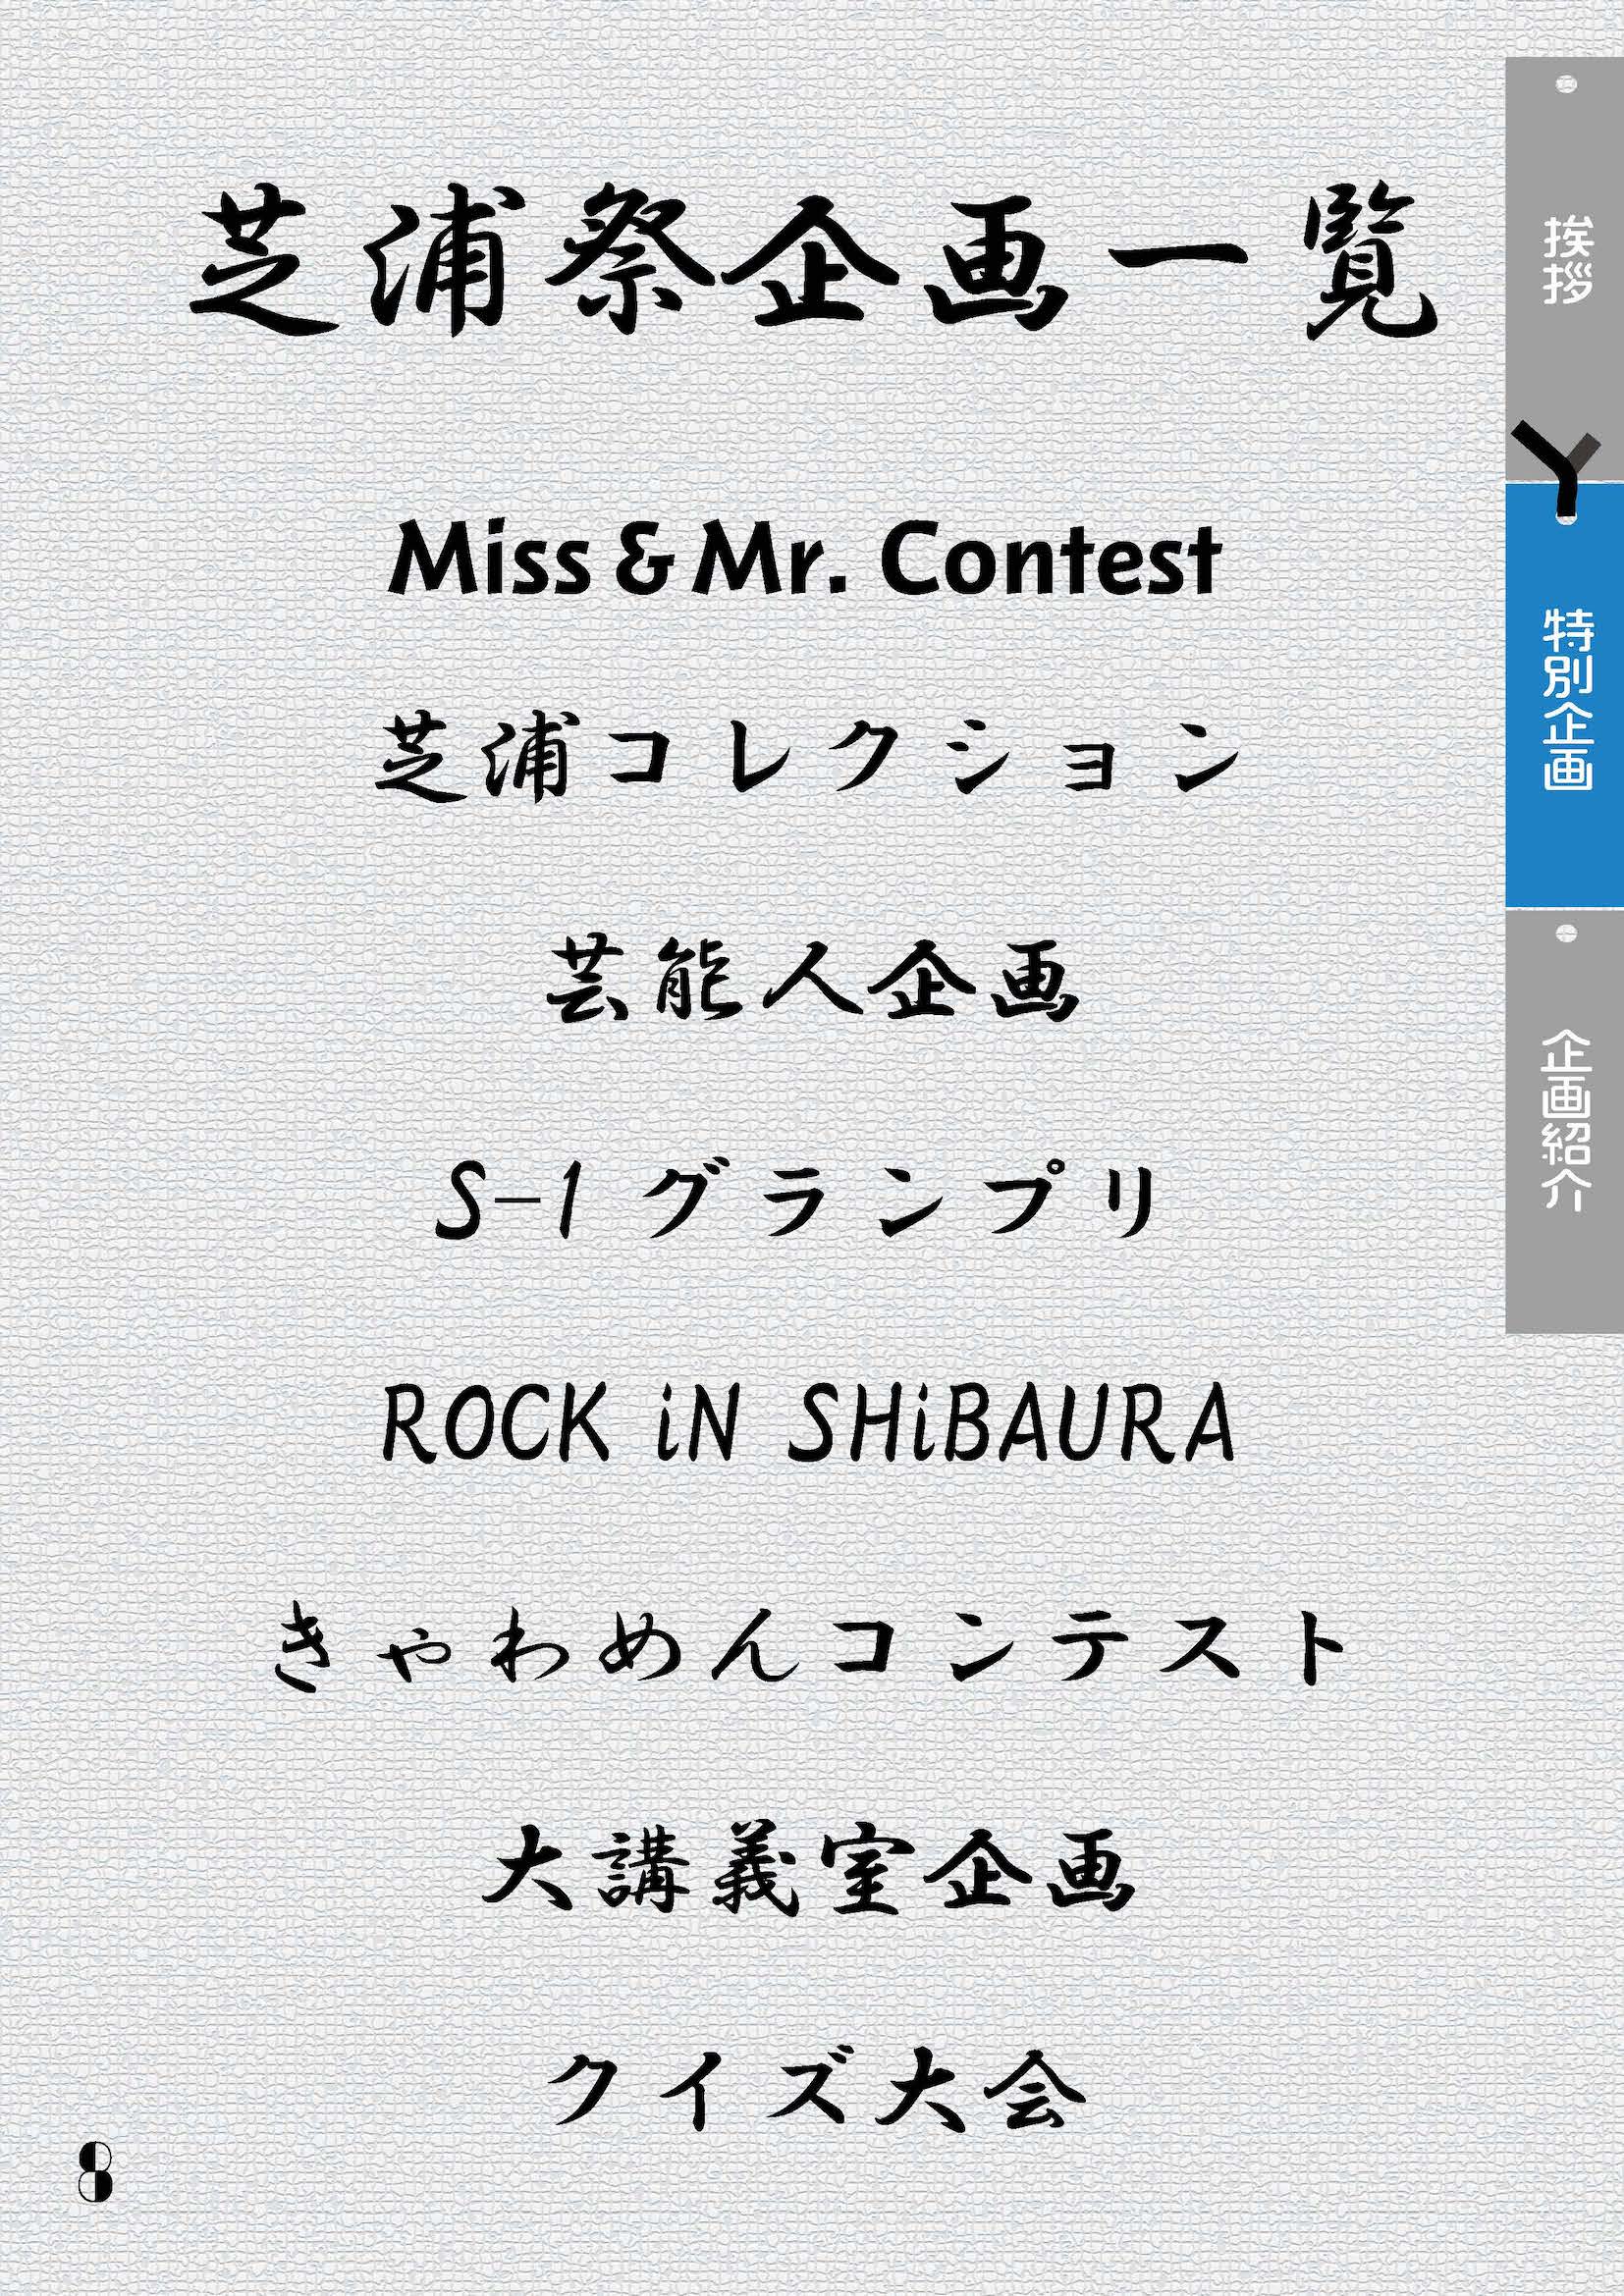 芝浦祭企画一覧
Miss & Mr. Contest
芝浦コレクション
芸能人企画
S-1 グランプリ
ROCK iN SHiBAURA
きゃわめんコンテスト
大講義室企画
クイズ大会
挨拶
特別企画
企画紹介
8